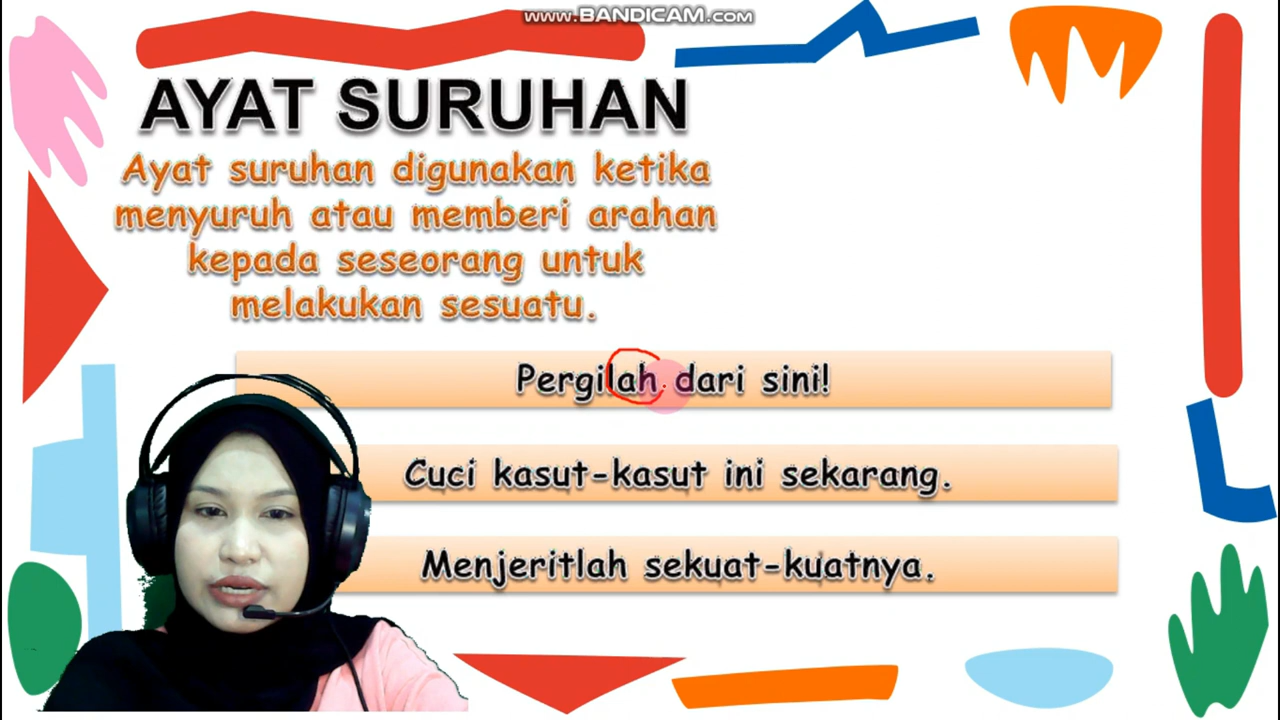 www.BANDICAM.com
AYAT SURUHAN
Ayat suruhan digunakan ketika
menyuruh atau memberi arahan
kepada seseorang untuk
melakukan sesuatu.
Pergilah dari sini!
Cuci kasut-kasut ini sekarang.
Menjeritlah sekuat-kuatnya.